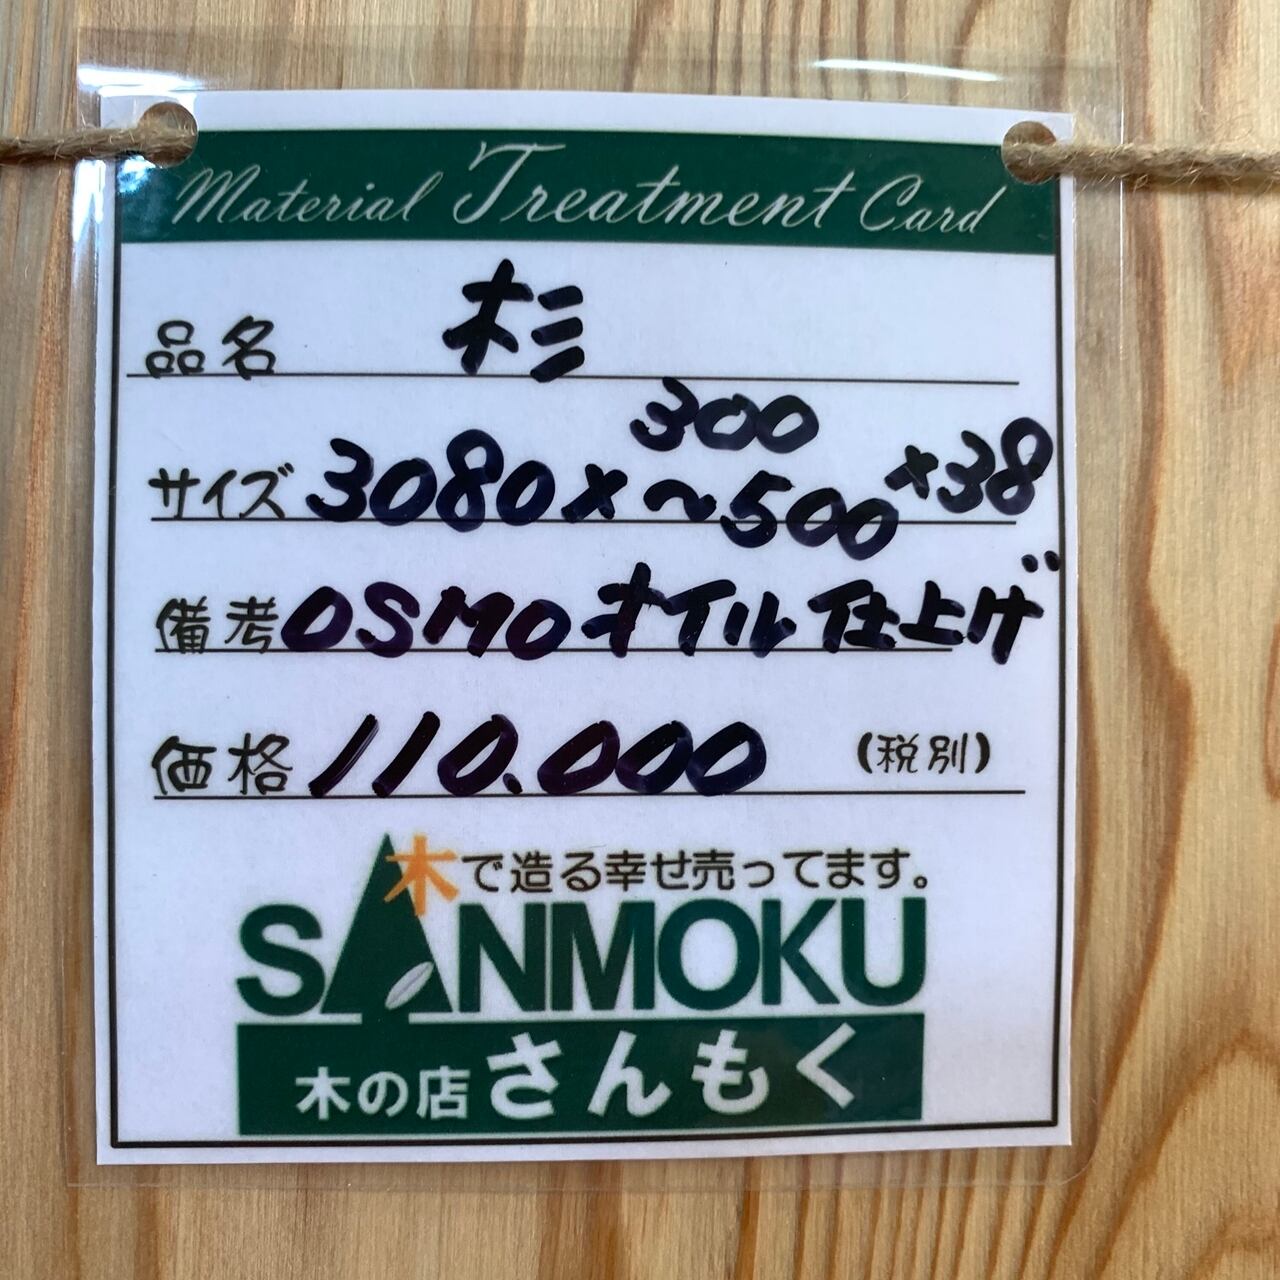 Material Treatment Card
品名 杉
サイズ 3080×300~500×38
備考 OSMOオイル仕上げ
価格 110.000 (税別)
木で造る幸せ売ってます。
SANMOKU
木の店 さんもく